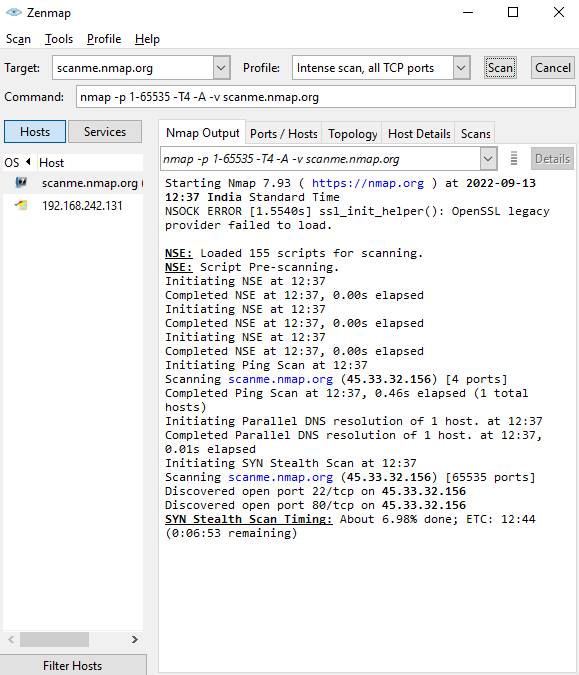 Zenmap
Scan Tools Profile Help
Target: scanme.nmap.org Profile: Intense scan, all TCP ports Scan Cancel
Command: nmap -p 1-65535 -T4 -A -v scanme.nmap.org
Hosts Services
OS Host
scanme.nmap.org (
192.168.242.131
Filter Hosts
Nmap Output Ports / Hosts Topology Host Details Scans
nmap -p 1-65535 -T4 -A -v scanme.nmap.org Details
Starting Nmap 7.93 ( https://nmap.org ) at 2022-09-13
12:37 India Standard Time
NSOCK ERROR [1.5540s] ssl_init_helper(): OpenSSL legacy
provider failed to load.
NSE: Loaded 155 scripts for scanning.
NSE: Script Pre-scanning.
Initiating NSE at 12:37
Completed NSE at 12:37, 0.00s elapsed
Initiating NSE at 12:37
Completed NSE at 12:37, 0.00s elapsed
Initiating NSE at 12:37
Completed NSE at 12:37, 0.00s elapsed
Initiating Ping Scan at 12:37
Scanning scanme.nmap.org (45.33.32.156) [4 ports]
Completed Ping Scan at 12:37, 0.46s elapsed (1 total
hosts)
Initiating Parallel DNS resolution of 1 host. at 12:37
Completed Parallel DNS resolution of 1 host. at 12:37,
0.01s elapsed
Initiating SYN Stealth Scan at 12:37
Scanning scanme.nmap.org (45.33.32.156) [65535 ports]
Discovered open port 22/tcp on 45.33.32.156
Discovered open port 80/tcp on 45.33.32.156
SYN Stealth Scan Timing: About 6.98% done; ETC: 12:44
(0:06:53 remaining)